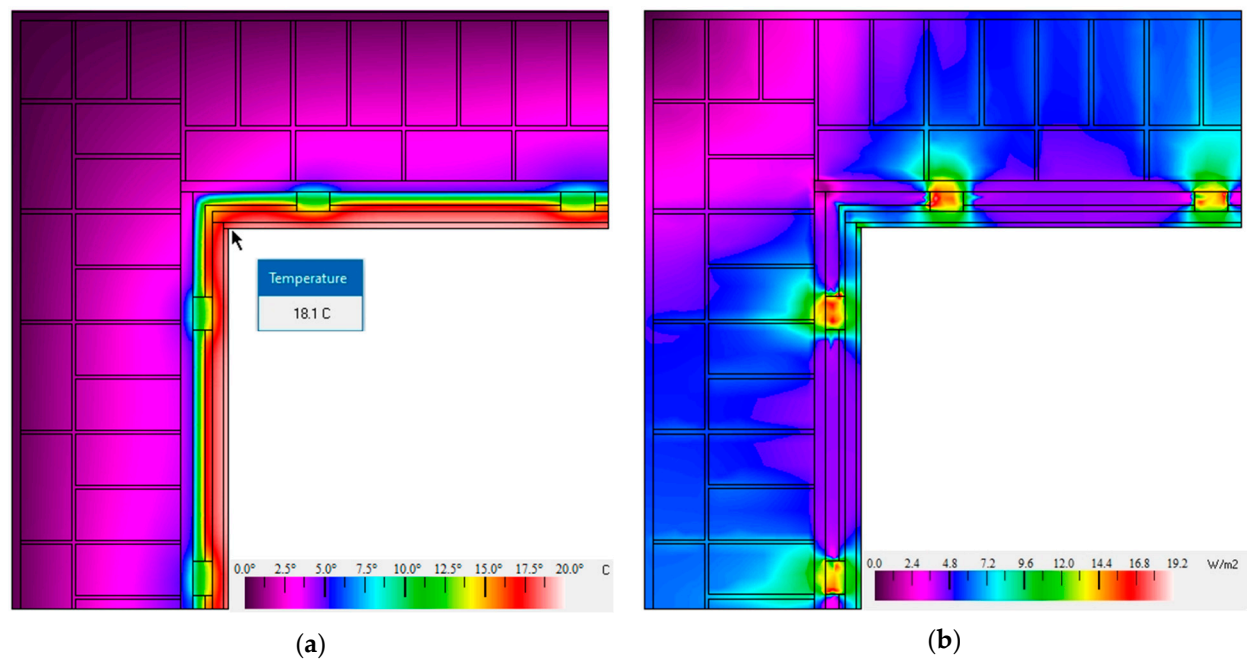 Temperature
18.1 C
0.0° 2.5° 5.0° 7.5° 10.0° 12.5° 15.0° 17.5° 20.0° C
0.0 2.4 4.8 7.2 9.6 12.0 14.4 16.8 19.2 W/m2
(a)
(b)